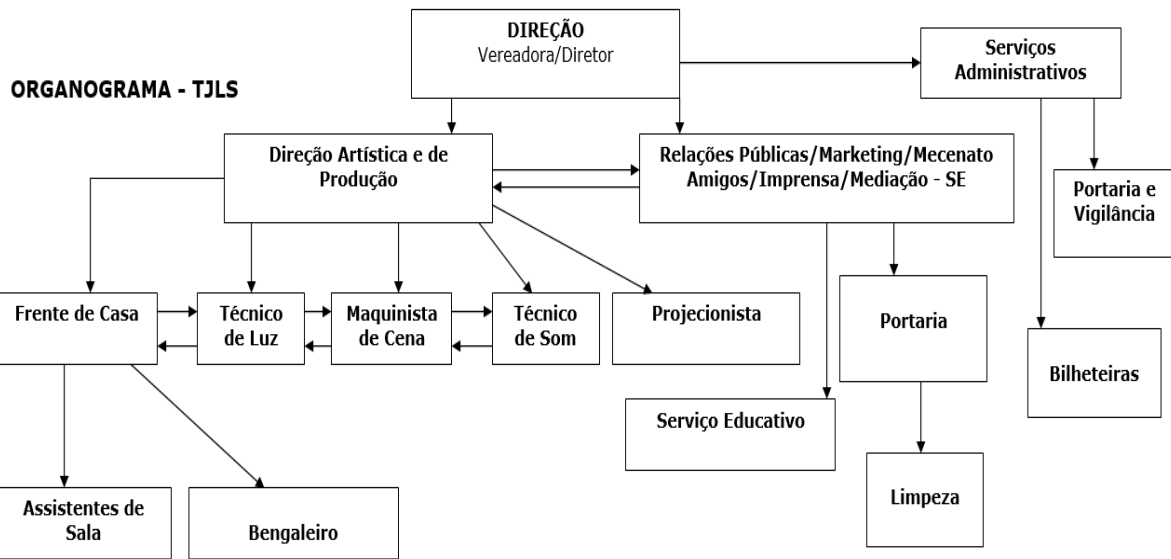 DIREÇÃO
Vereadora/Diretor
Serviços
Administrativos
ORGANOGRAMA - TJLS
Direção Artística e de
Produção
Relações Públicas/Marketing/Mecenato
Amigos/Imprensa/Mediação - SE
Portaria e
Vigilância
Frente de Casa
Técnico
de Luz
Maquinista
de Cena
Técnico
de Som
Projecionista
Portaria
Bilheteiras
Serviço Educativo
Limpeza
Assistentes de
Sala
Bengaleiro